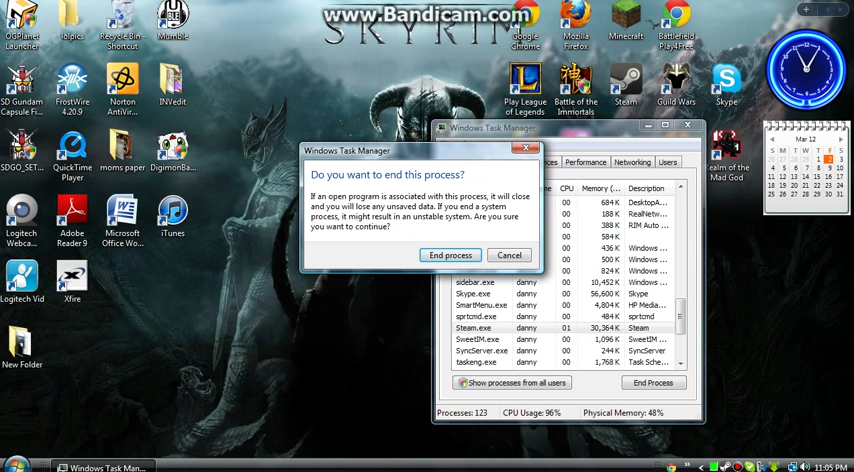 www.Bandicam.com
SKYRIM
OGPlanet
Launcher
lolpics
Recycle Bin -
Shortcut
Mumble
Google
Chrome
Mozilla
Firefox
Minecraft
Battlefield
Play4Free
SD Gundam
Capsule Fi...
FrostWire
4.20.9
Norton
AntiVir...
INVedit
Play League
of Legends
Battle of the
Immortals
Steam
Guild Wars
Skype
SDGO_SET...
QuickTime
Player
moms paper
DigimonBa...
Realm of the
Mad God
Logitech
Webca...
Adobe
Reader 9
Microsoft
Office Wo...
iTunes
Logitech Vid
Xfire
New Folder
Mar 12
S M T W T F S
26 27 28 29 1 2 3
4 5 6 7 8 9 10
11 12 13 14 15 16 17
18 19 20 21 22 23 24
25 26 27 28 29 30 31
Windows Task Manager
Performance Networking Users
CPU Memory (... Description
00 684 K DesktopA...
00 188 K RealNetw...
00 388 K RIM Auto ...
00 584 K
00 436 K Windows ...
00 500 K Windows ...
00 824 K Windows ...
sidebar.exe danny 00 10,452 K Windows ...
Skype.exe danny 00 56,600 K Skype
SmartMenu.exe danny 00 4,804 K HP Media...
sprtcmd.exe danny 00 484 K sprtcmd
Steam.exe danny 01 30,364 K Steam
SweetIM.exe danny 00 1,096 K SweetIM ...
SyncServer.exe danny 00 244 K SyncServer
taskeng.exe danny 00 1,768 K Task Sche...
Show processes from all users
End Process
Processes: 123 CPU Usage: 96% Physical Memory: 48%
Windows Task Manager
Do you want to end this process?
If an open program is associated with this process, it will close
and you will lose any unsaved data. If you end a system
process, it might result in an unstable system. Are you sure
you want to continue?
End process
Cancel
Windows Task Man...
11:05 PM